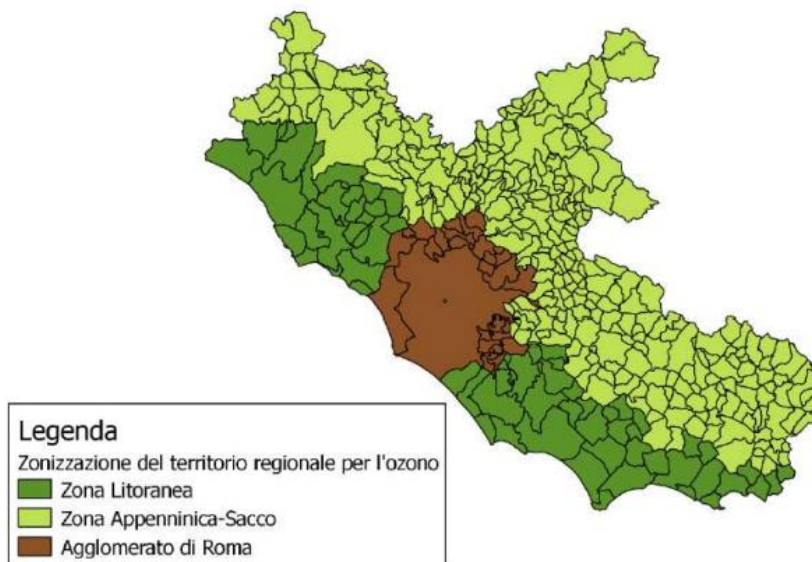 Legenda
Zonizzazione del territorio regionale per l'ozono
Zona Litoranea
Zona Appenninica-Sacco
Agglomerato di Roma